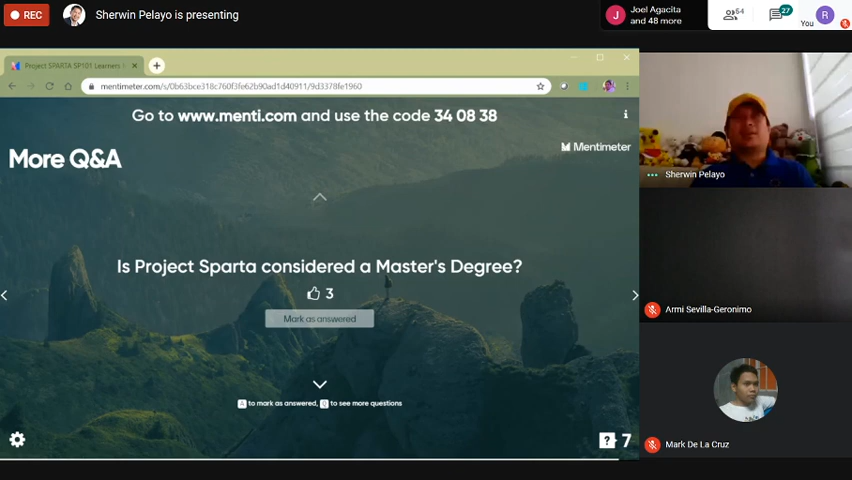 REC
Sherwin Pelayo is presenting
Joel Agacita
and 48 more
J
54
27
You
R
Project SPARTA SP101 Learners
mentimeter.com/s/0b63bce318c760f3fe62b90ad1d40911/9d3378fe1960
Go to www.menti.com and use the code 34 08 38
i
More Q&A
Mentimeter
Is Project Sparta considered a Master's Degree?
3
Mark as answered
A to mark as answered, Q to see more questions
? 7
Sherwin Pelayo
Armi Sevilla-Geronimo
Mark De La Cruz